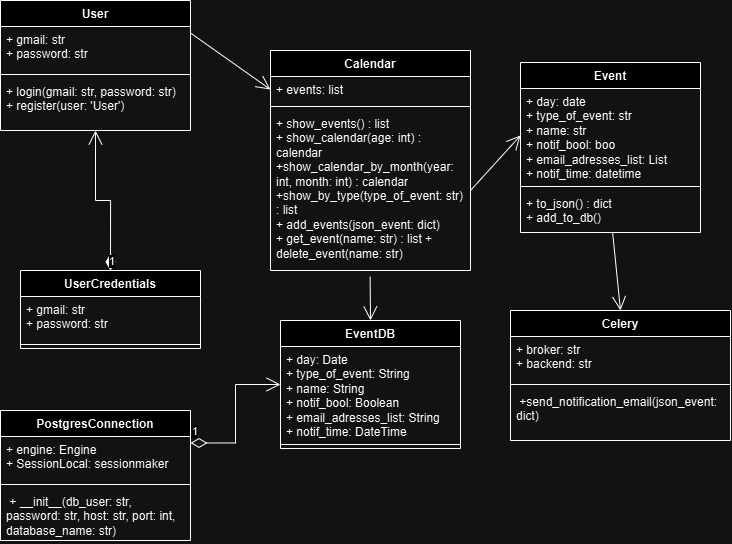 User
+ gmail: str
+ password: str
+ login(gmail: str, password: str)
+ register(user: 'User')
Calendar
+ events: list
+ show_events() : list
+ show_calendar(age: int) :
calendar
+show_calendar_by_month(year:
int, month: int) : calendar
+show_by_type(type_of_event: str)
: list
+ add_events(json_event: dict)
+ get_event(name: str) : list +
delete_event(name: str)
Event
+ day: date
+ type_of_event: str
+ name: str
+ notif_bool: boo
+ email_adresses_list: List
+ notif_time: datetime
+ to_json() : dict
+ add_to_db()
1
UserCredentials
+ gmail: str
+ password: str
EventDB
+ day: Date
+ type_of_event: String
+ name: String
+ notif_bool: Boolean
+ email_adresses_list: String
+ notif_time: DateTime
Celery
+ broker: str
+ backend: str
+send_notification_email(json_event:
dict)
PostgresConnection
1
+ engine: Engine
+ SessionLocal: sessionmaker
+ __init__(db_user: str,
password: str, host: str, port: int,
database_name: str)